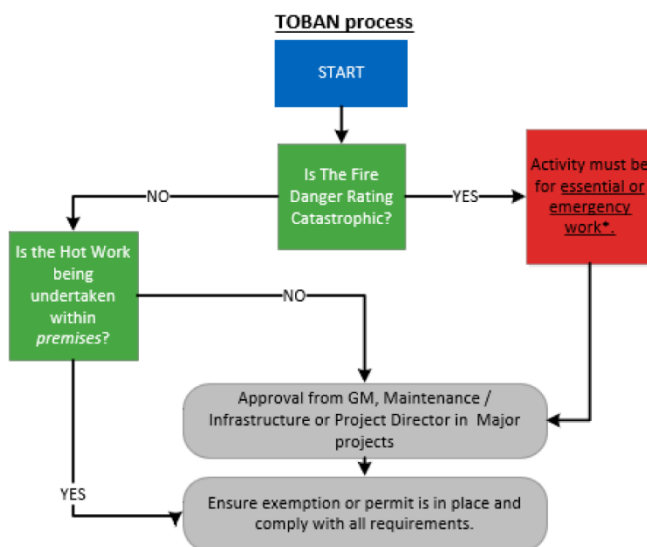 TOBAN process
START
Is The Fire
Danger Rating
Catastrophic?
NO
YES
Activity must be
for essential or
emergency
work*.
Is the Hot Work
being
undertaken
within
premises?
NO
Approval from GM, Maintenance /
Infrastructure or Project Director in Major
projects
YES
Ensure exemption or permit is in place and
comply with all requirements.